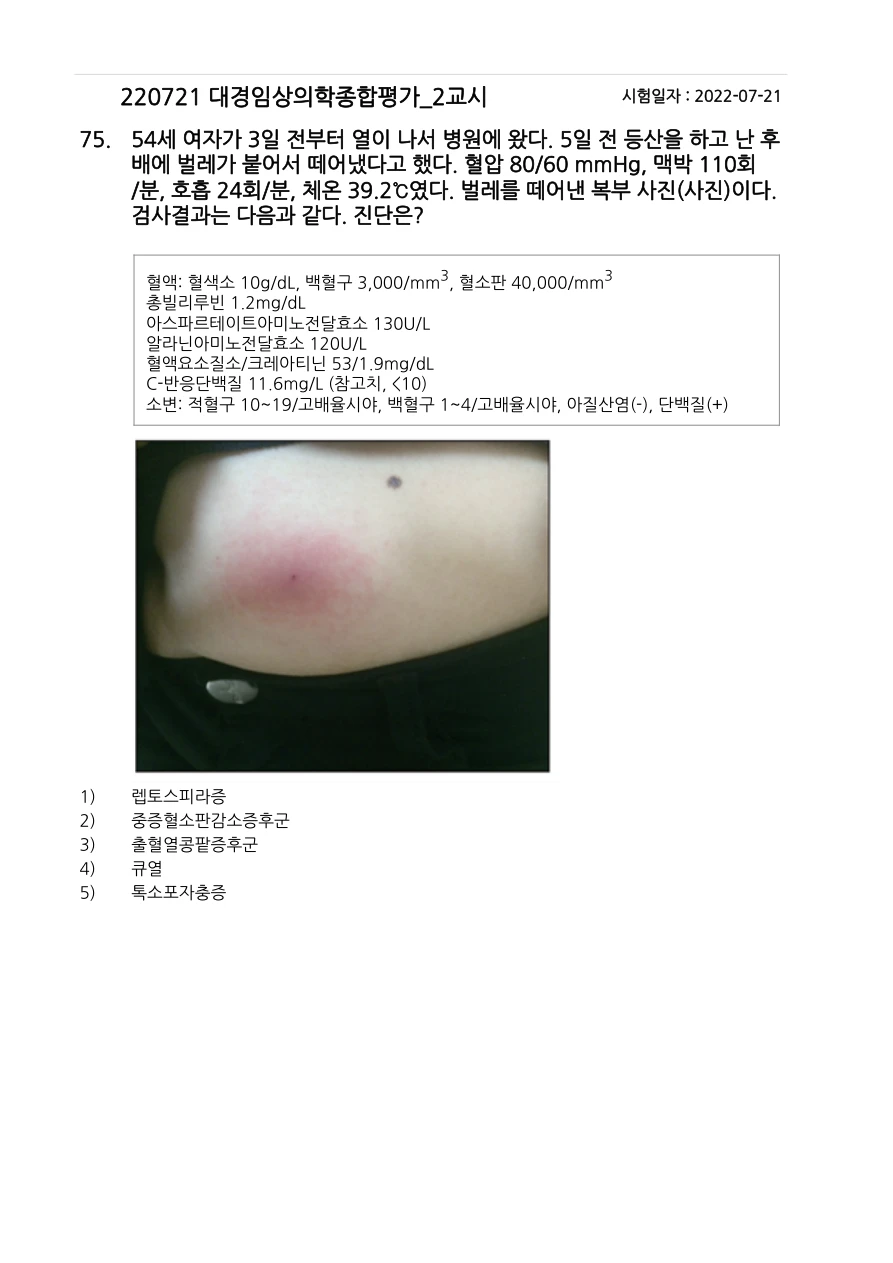 220721 대경임상의학종합평가_2교시
시험일자 : 2022-07-21
75. 54세 여자가 3일 전부터 열이 나서 병원에 왔다. 5일 전 등산을 하고 난 후
배에 벌레가 붙어서 떼어냈다고 했다. 혈압 80/60 mmHg, 맥박 110회
/분, 호흡 24회/분, 체온 39.2℃였다. 벌레를 떼어낸 복부 사진(사진)이다.
검사결과는 다음과 같다. 진단은?
혈액: 혈색소 10g/dL, 백혈구 3,000/mm³, 혈소판 40,000/mm³
총빌리루빈 1.2mg/dL
아스파르테이트아미노전달효소 130U/L
알라닌아미노전달효소 120U/L
혈액요소질소/크레아티닌 53/1.9mg/dL
C-반응단백질 11.6mg/L (참고치, <10)
소변: 적혈구 10~19/고배율시야, 백혈구 1~4/고배율시야, 아질산염(-), 단백질(+)
1) 렙토스피라증
2) 중증혈소판감소증후군
3) 출혈열콩팥증후군
4) 큐열
5) 톡소포자충증